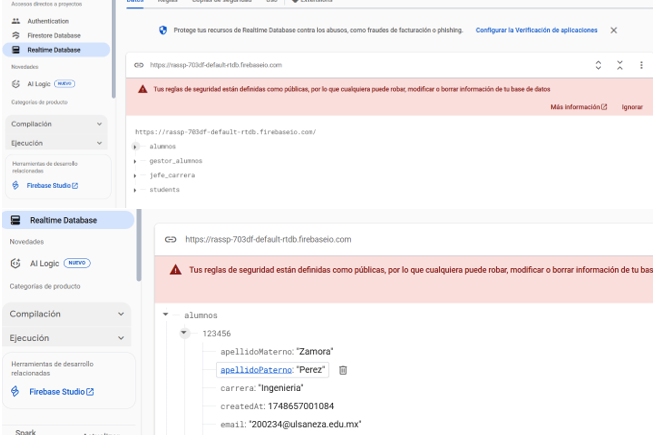 Accesos directos a proyectos
Authentication
Firestore Database
Realtime Database
Novedades
AI Logic NUEVO
Categorías de producto
Compilación
Ejecución
Herramientas de desarrollo
relacionadas
Firebase Studio
Datos Reglas Copias de seguridad Uso Extensions
Protege tus recursos de Realtime Database contra los abusos, como fraudes de facturación o phishing. Configurar la Verificación de aplicaciones
https://rassp-703df-default-rtdb.firebaseio.com
Tus reglas de seguridad están definidas como públicas, por lo que cualquiera puede robar, modificar o borrar información de tu base de datos
Más información Ignorar
https://rassp-703df-default-rtdb.firebaseio.com/
alumnos
gestor_alumnos
jefe_carrera
students
Realtime Database
Novedades
AI Logic NUEVO
Categorías de producto
Compilación
Ejecución
Herramientas de desarrollo
relacionadas
Firebase Studio
Spark
https://rassp-703df-default-rtdb.firebaseio.com
Tus reglas de seguridad están definidas como públicas, por lo que cualquiera puede robar, modificar o borrar información de tu bas
alumnos
123456
apellidoMaterno: "Zamora"
apellidoPaterno: "Perez"
carrera: "Ingenieria"
createdAt: 1748657001084
email: "200234@ulsaneza.edu.mx"